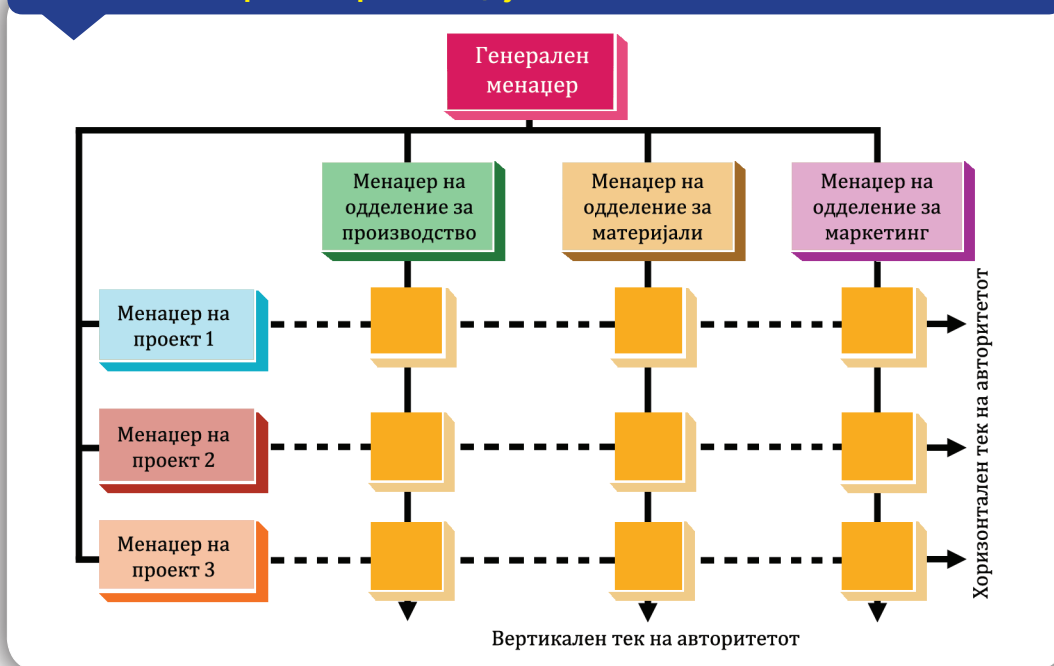 Генерален
менаџер
Менаџер на
одделение за
производство
Менаџер на
одделение за
материјали
Менаџер на
одделение за
маркетинг
Менаџер на
проект 1
Менаџер на
проект 2
Менаџер на
проект 3
Хоризонтален тек на авторитетот
Вертикален тек на авторитетот